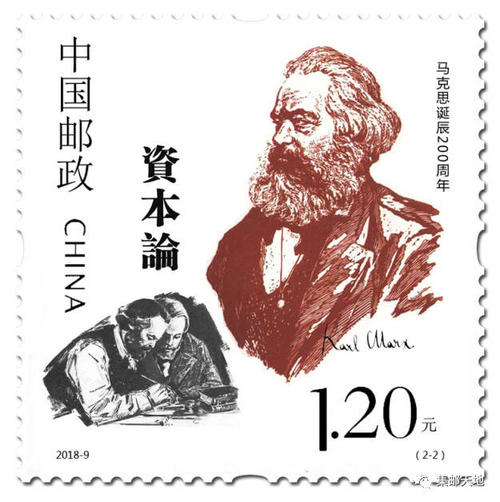 中国邮政 CHINA
資本論
马克思诞辰200周年
Karl Marx
1.20元
2018-9
(2-2)
集邮天地